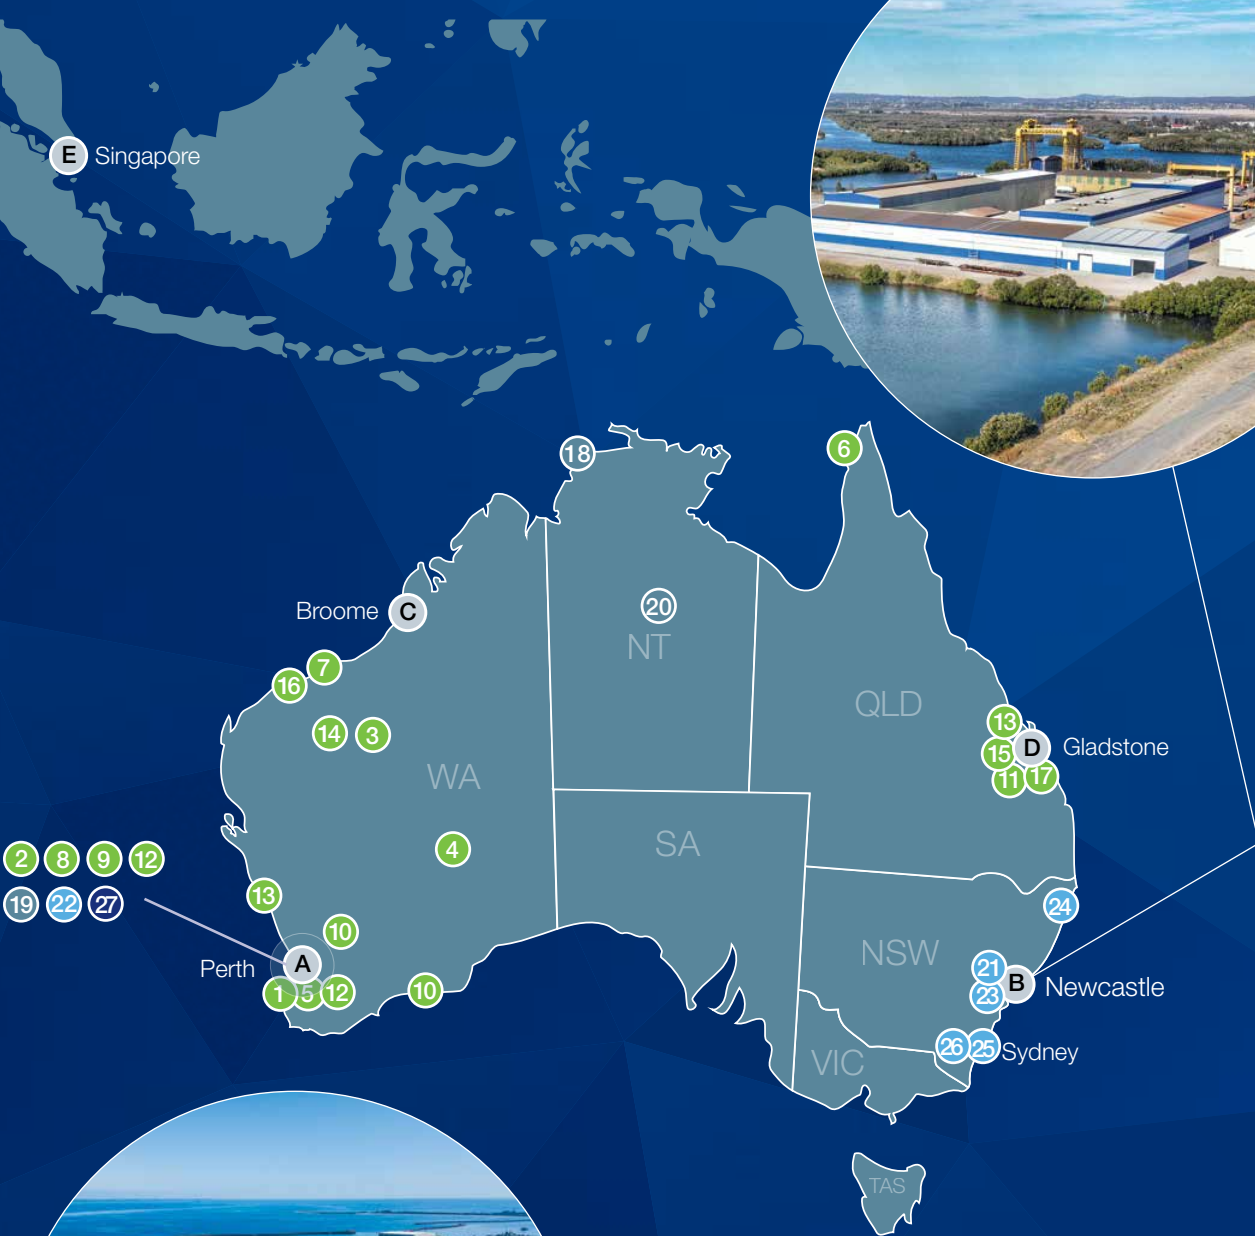 E Singapore
18
6
20
NT
Broome C
7
16
14 3
QLD
13
15 D Gladstone
11 17
WA
SA
4
2 8 9 12
19 22 27
13
24
10
NSW
21
Perth A
B Newcastle
1 5 12
10
23
26 25 Sydney
VIC
TAS